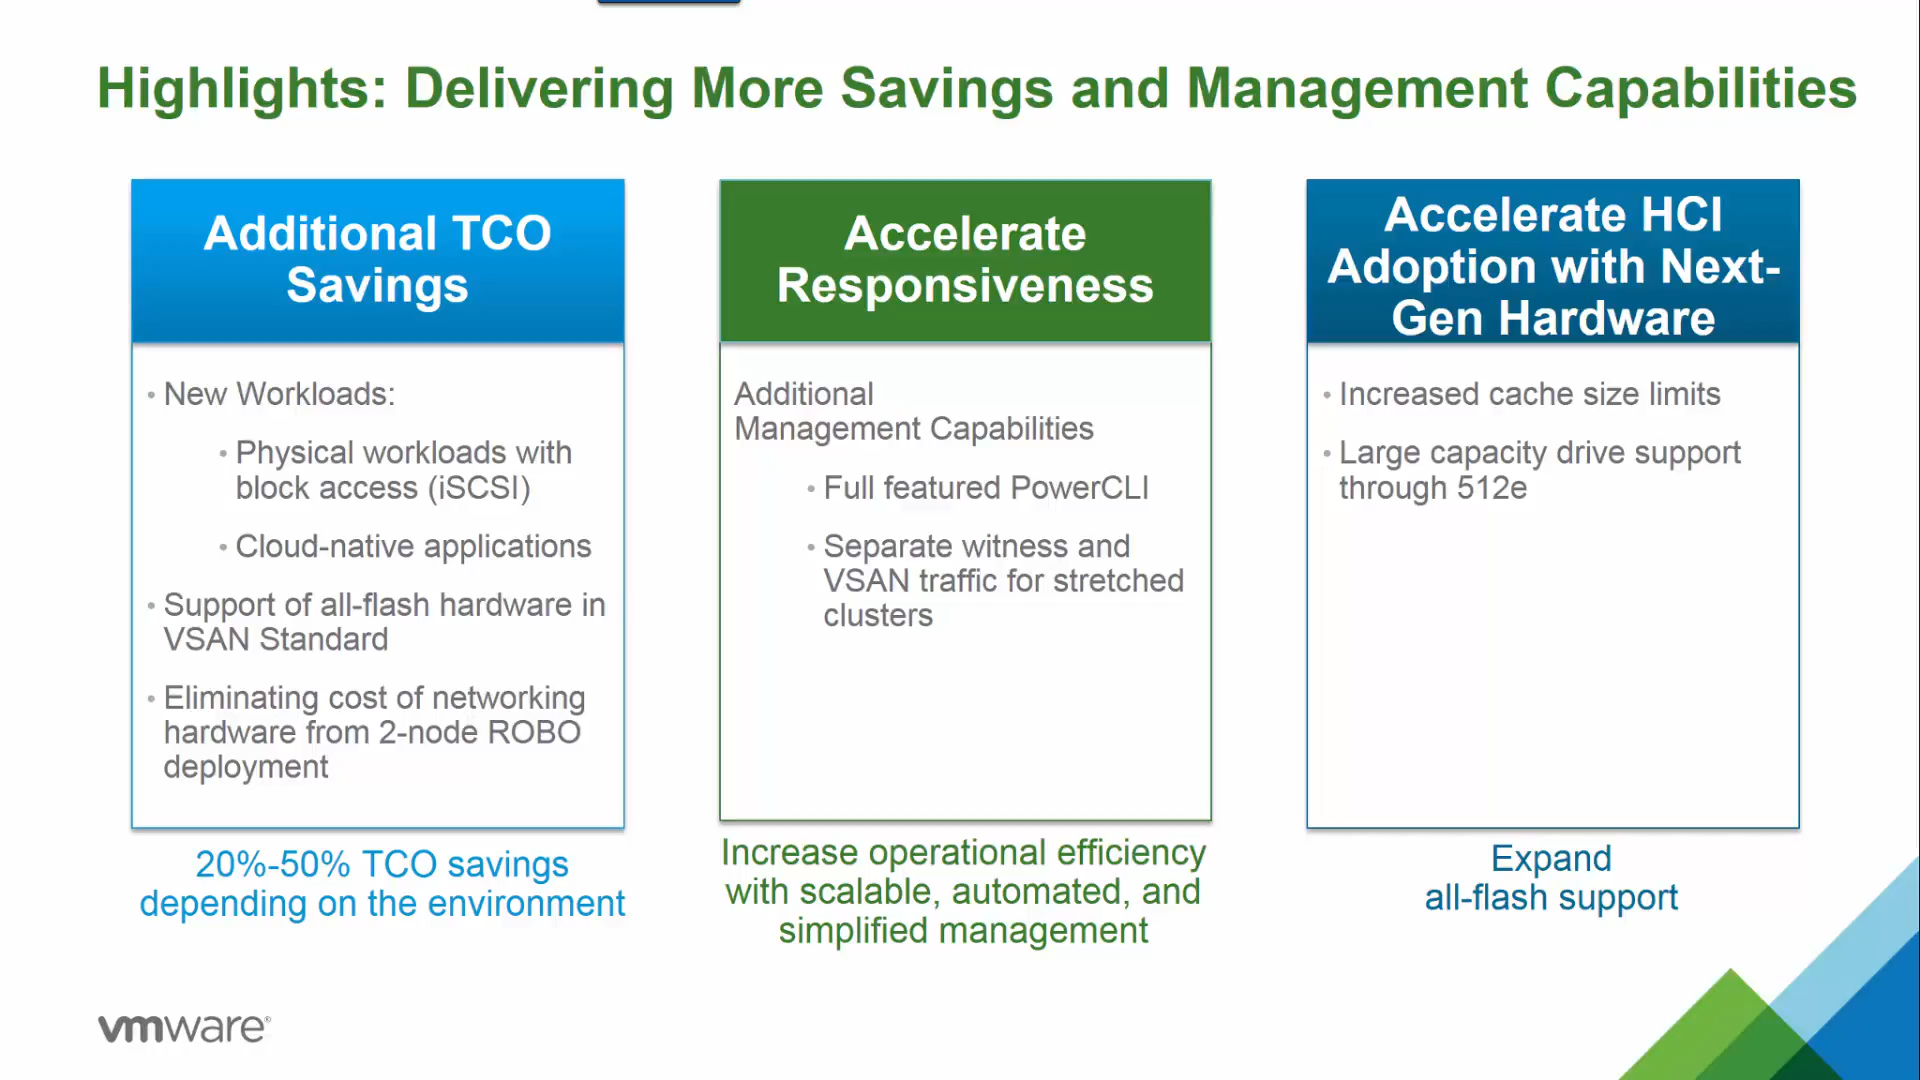 Highlights: Delivering More Savings and Management Capabilities
Additional TCO
Savings
• New Workloads:
• Physical workloads with
block access (iSCSI)
• Cloud-native applications
• Support of all-flash hardware in
VSAN Standard
• Eliminating cost of networking
hardware from 2-node ROBO
deployment
20%-50% TCO savings
depending on the environment
Accelerate
Responsiveness
Additional
Management Capabilities
• Full featured PowerCLI
• Separate witness and
VSAN traffic for stretched
clusters
Increase operational efficiency
with scalable, automated, and
simplified management
Accelerate HCI
Adoption with Next-
Gen Hardware
• Increased cache size limits
• Large capacity drive support
through 512e
Expand
all-flash support
vmware®